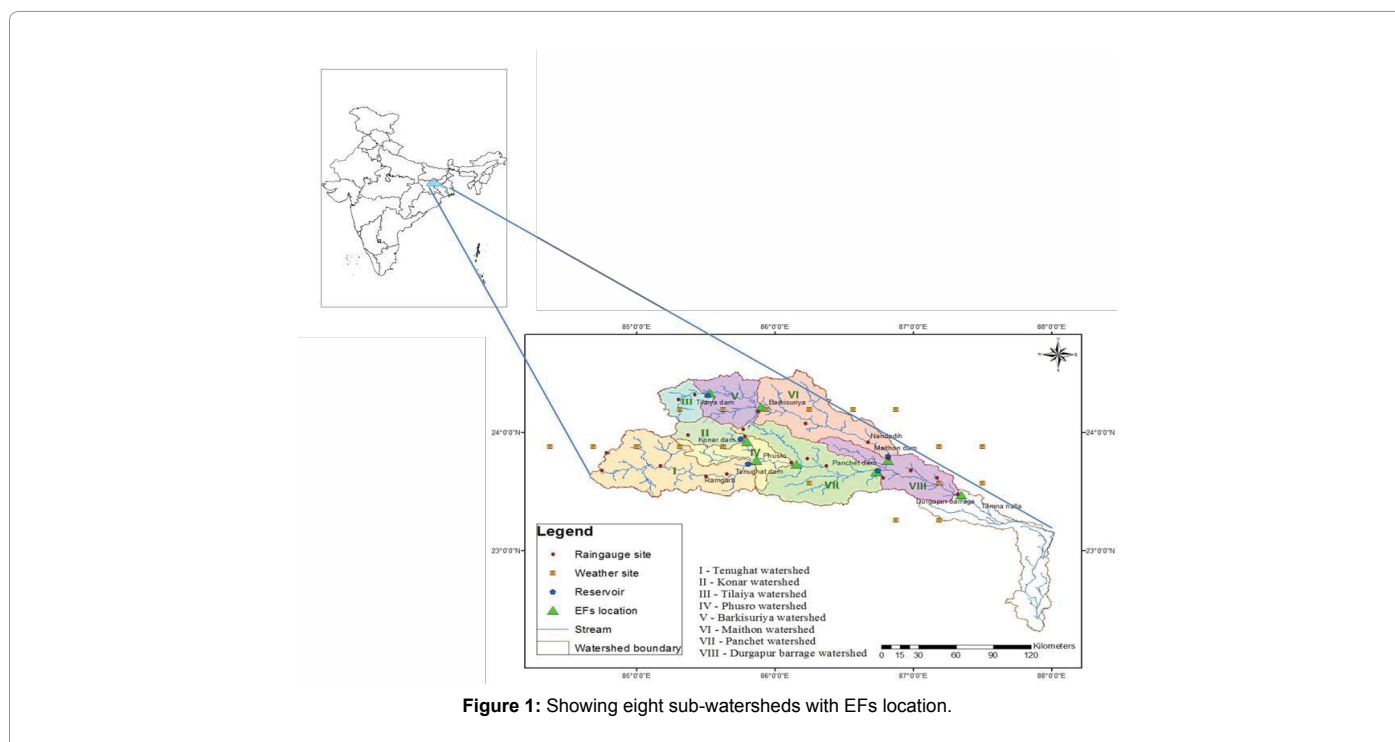 85°0'0"E 86°0'0"E 87°0'0"E 88°0'0"E
24°0'0"N
23°0'0"N
24°0'0"N
23°0'0"N
III
Tilaiya dam
V
Barkisuriya
VI
II
Konar dam
Nandadih
Maithon dam
IV
Phusro
I
Tenughat dam
Ramgarh
Panchet dam
VII
VIII
Durgapur barrage
Tamna nalla
Legend
Raingauge site
Weather site
Reservoir
EFs location
Stream
Watershed boundary
I - Tenughat watershed
II - Konar watershed
III - Tilaiya watershed
IV - Phusro watershed
V - Barkisuriya watershed
VI - Maithon watershed
VII - Panchet watershed
VIII - Durgapur barrage watershed
Kilometers
0 15 30 60 90 120
85°0'0"E 86°0'0"E 87°0'0"E 88°0'0"E
Figure 1: Showing eight sub-watersheds with EFs location.